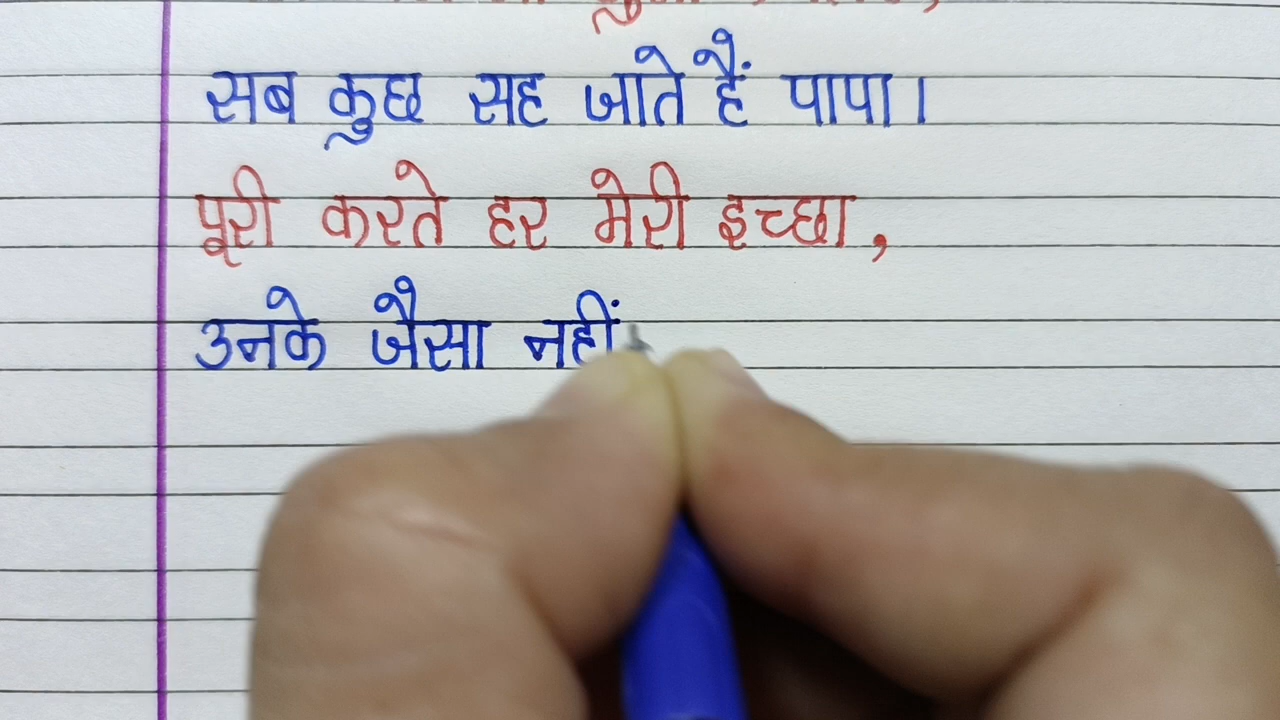 सब कुछ सह जाते हैं पापा।
पूरी करते हर मेरी इच्छा,
उनके जैसा नहीं